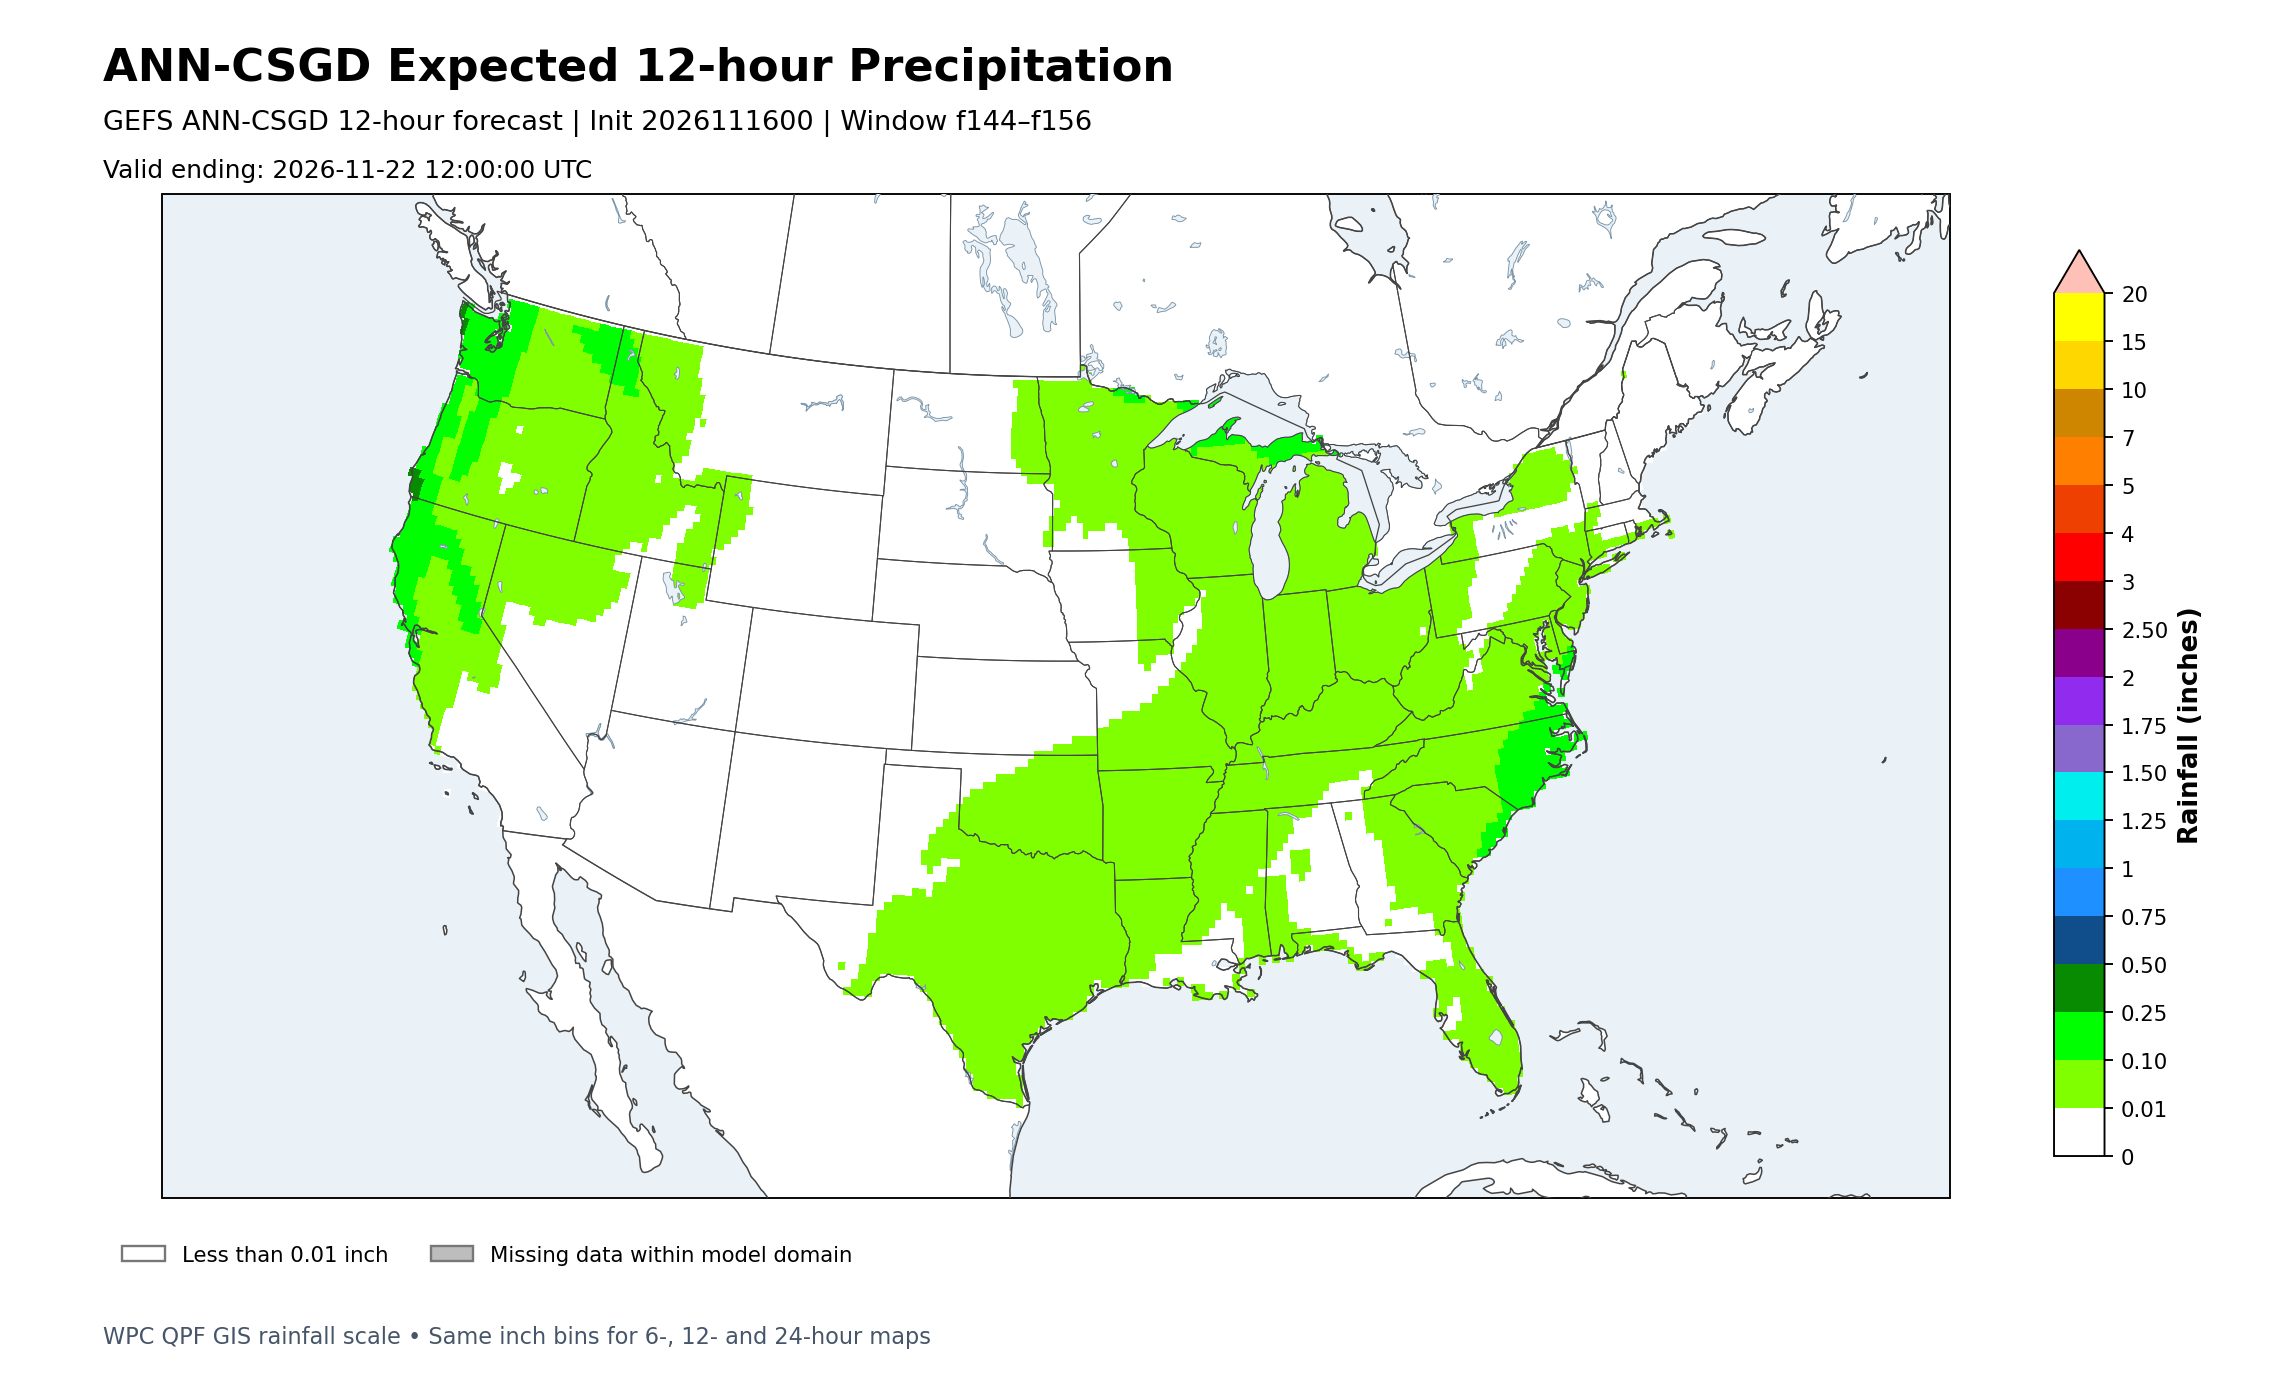 ANN-CSGD Expected 12-hour Precipitation
GEFS ANN-CSGD 12-hour forecast | Init 2026111600 | Window f144–f156
Valid ending: 2026-11-22 12:00:00 UTC
20
15
10
7
5
4
3
2.50
2
1.75
1.50
1.25
1
0.75
0.50
0.25
0.10
0.01
0
Rainfall (inches)
Less than 0.01 inch
Missing data within model domain
WPC QPF GIS rainfall scale • Same inch bins for 6-, 12- and 24-hour maps